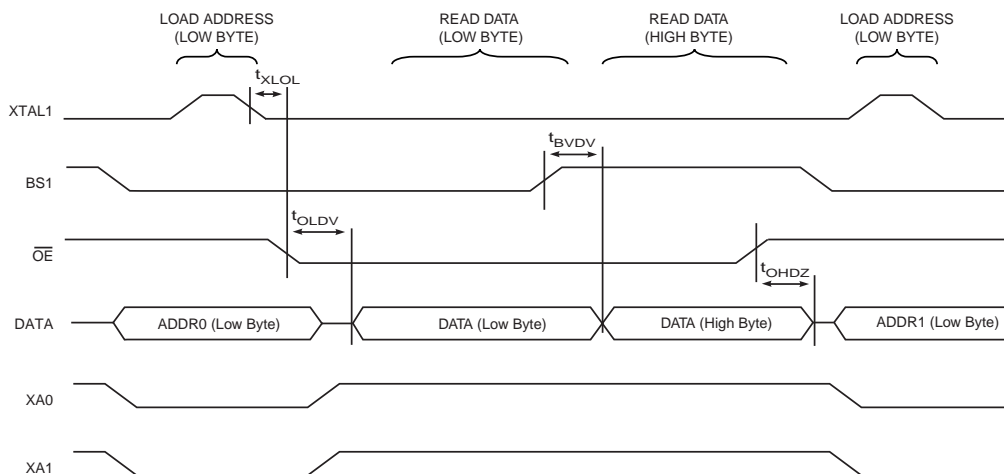 LOAD ADDRESS
(LOW BYTE)
READ DATA
(LOW BYTE)
READ DATA
(HIGH BYTE)
LOAD ADDRESS
(LOW BYTE)
tXLOL
XTAL1
tBVDV
BS1
tOLDV
OE
tOHDZ
DATA
ADDR0 (Low Byte)
DATA (Low Byte)
DATA (High Byte)
ADDR1 (Low Byte)
XA0
XA1